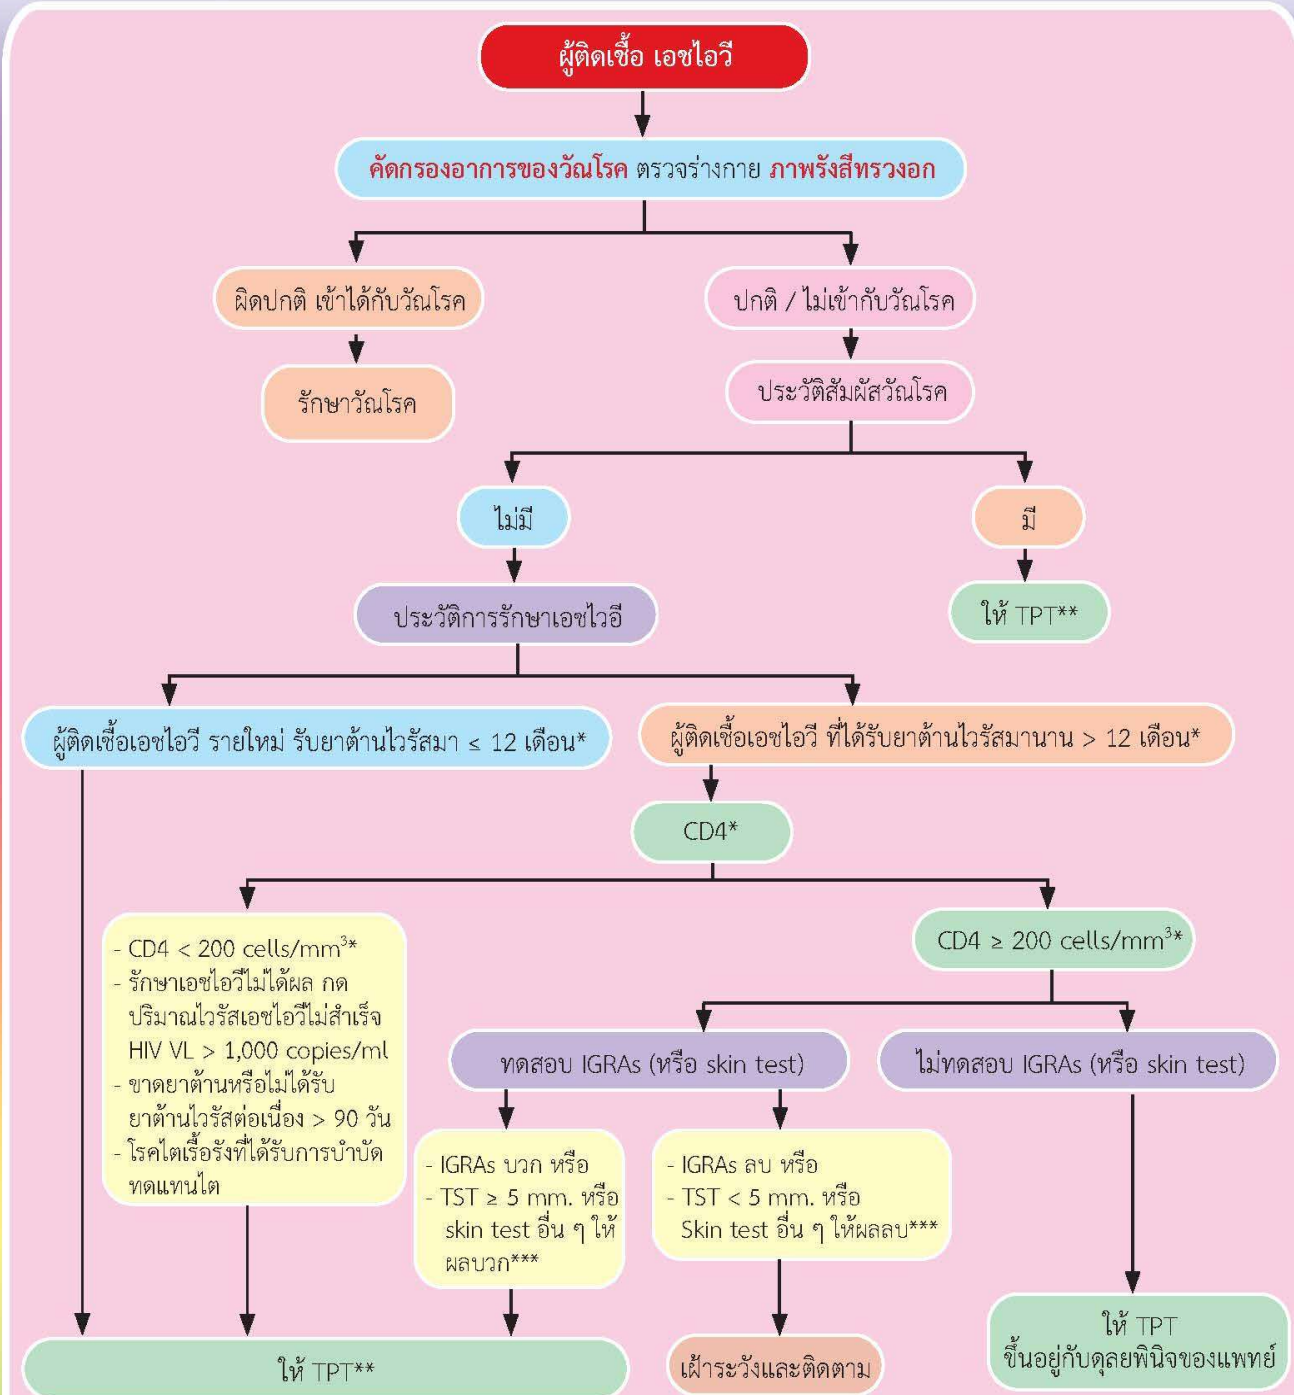 ผู้ติดเชื้อ เอชไอวี
คัดกรองอาการของวัณโรค ตรวจร่างกาย ภาพรังสีทรวงอก
ผิดปกติ เข้าได้กับวัณโรค
ปกติ / ไม่เข้ากับวัณโรค
รักษาวัณโรค
ประวัติสัมผัสวัณโรค
ไม่มี
มี
ประวัติการรักษาเอชไวอี
ให้ TPT**
ผู้ติดเชื้อเอชไอวี รายใหม่ รับยาต้านไวรัสมา ≤ 12 เดือน*
ผู้ติดเชื้อเอชไอวี ที่ได้รับยาต้านไวรัสมานาน > 12 เดือน*
CD4*
- CD4 < 200 cells/mm³*
- รักษาเอชไอวีไม่ได้ผล กด
ปริมาณไวรัสเอชไอวีไม่สำเร็จ
HIV VL > 1,000 copies/ml
- ขาดยาต้านหรือไม่ได้รับ
ยาต้านไวรัสต่อเนื่อง > 90 วัน
- โรคไตเรื้อรังที่ได้รับการบำบัด
ทดแทนไต
CD4 ≥ 200 cells/mm³*
ทดสอบ IGRAs (หรือ skin test)
ไม่ทดสอบ IGRAs (หรือ skin test)
- IGRAs บวก หรือ
- TST ≥ 5 mm. หรือ
skin test อื่น ๆ ให้
ผลบวก***
- IGRAs ลบ หรือ
- TST < 5 mm. หรือ
Skin test อื่น ๆ ให้ผลลบ***
ให้ TPT**
เฝ้าระวังและติดตาม
ให้ TPT
ขึ้นอยู่กับดุลยพินิจของแพทย์